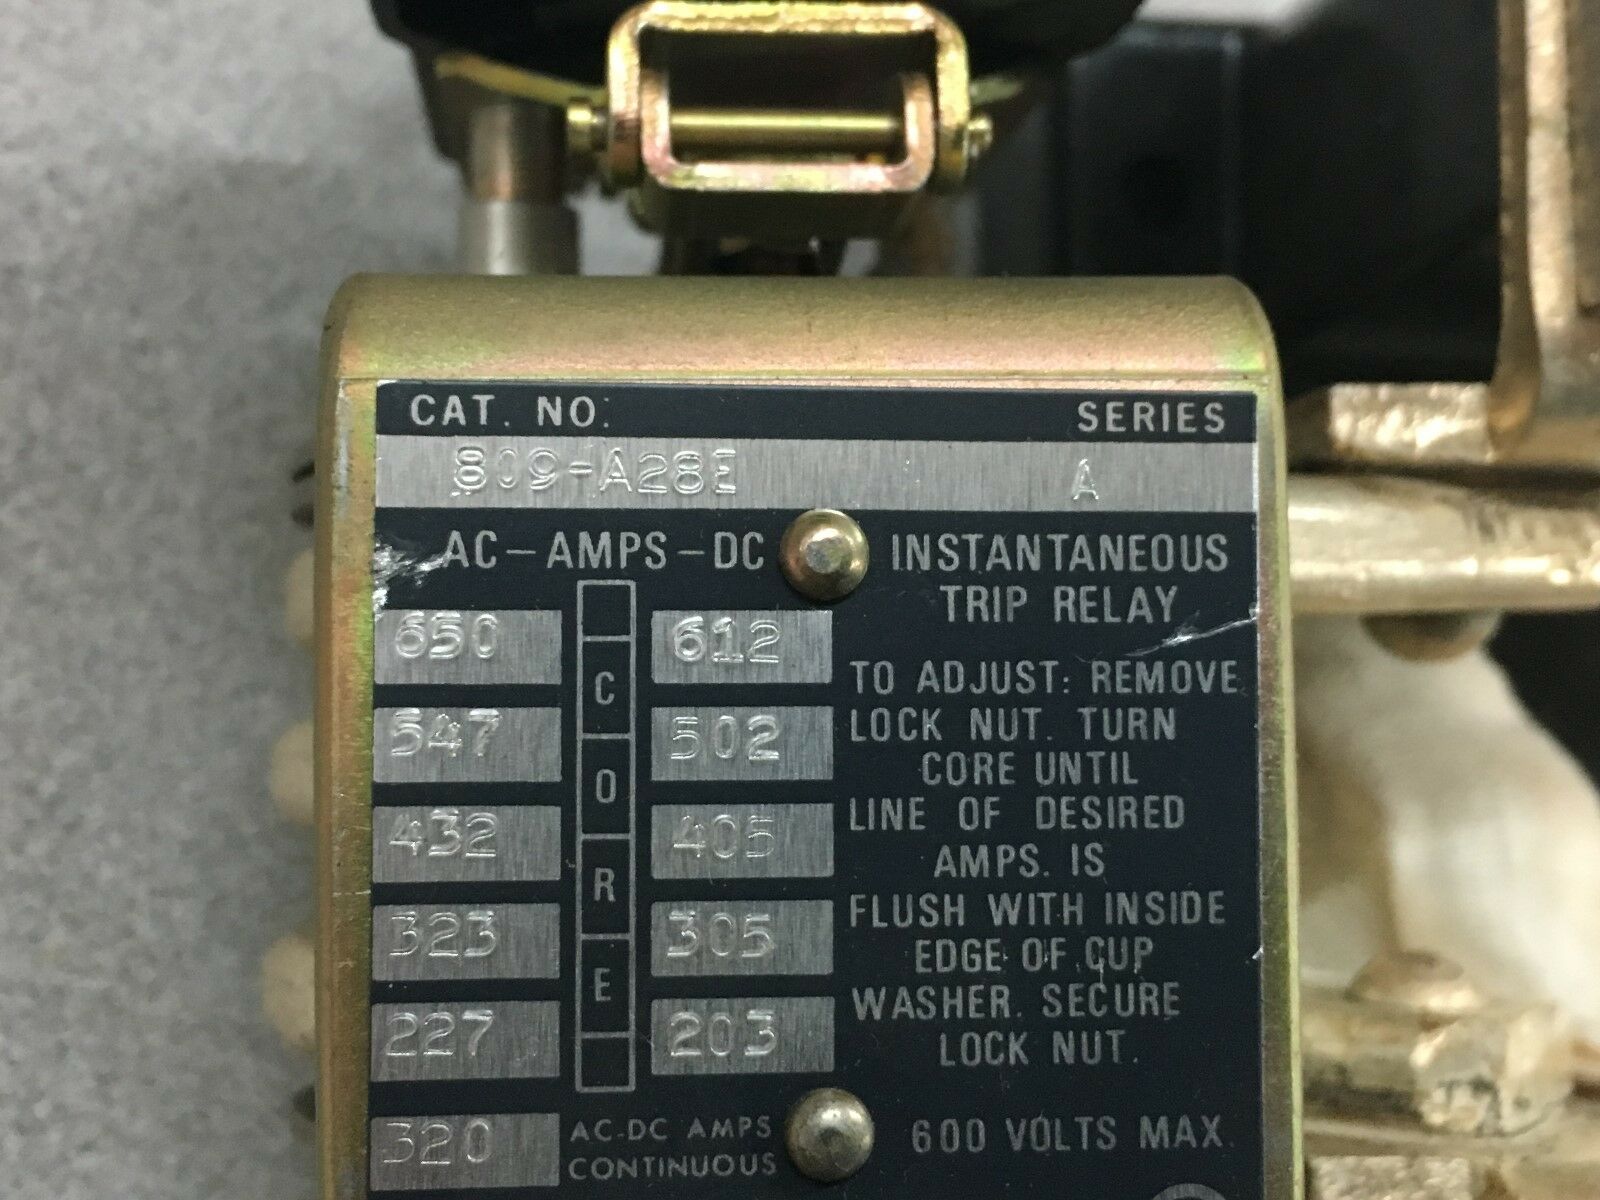 CAT. NO. SERIES
809-A28E A
AC-AMPS-DC
INSTANTANEOUS
TRIP RELAY
650 612
547 502
432 405
323 305
227 203
CORE
TO ADJUST: REMOVE
LOCK NUT. TURN
CORE UNTIL
LINE OF DESIRED
AMPS. IS
FLUSH WITH INSIDE
EDGE OF CUP
WASHER. SECURE
LOCK NUT.
320 AC-DC AMPS
CONTINUOUS
600 VOLTS MAX.